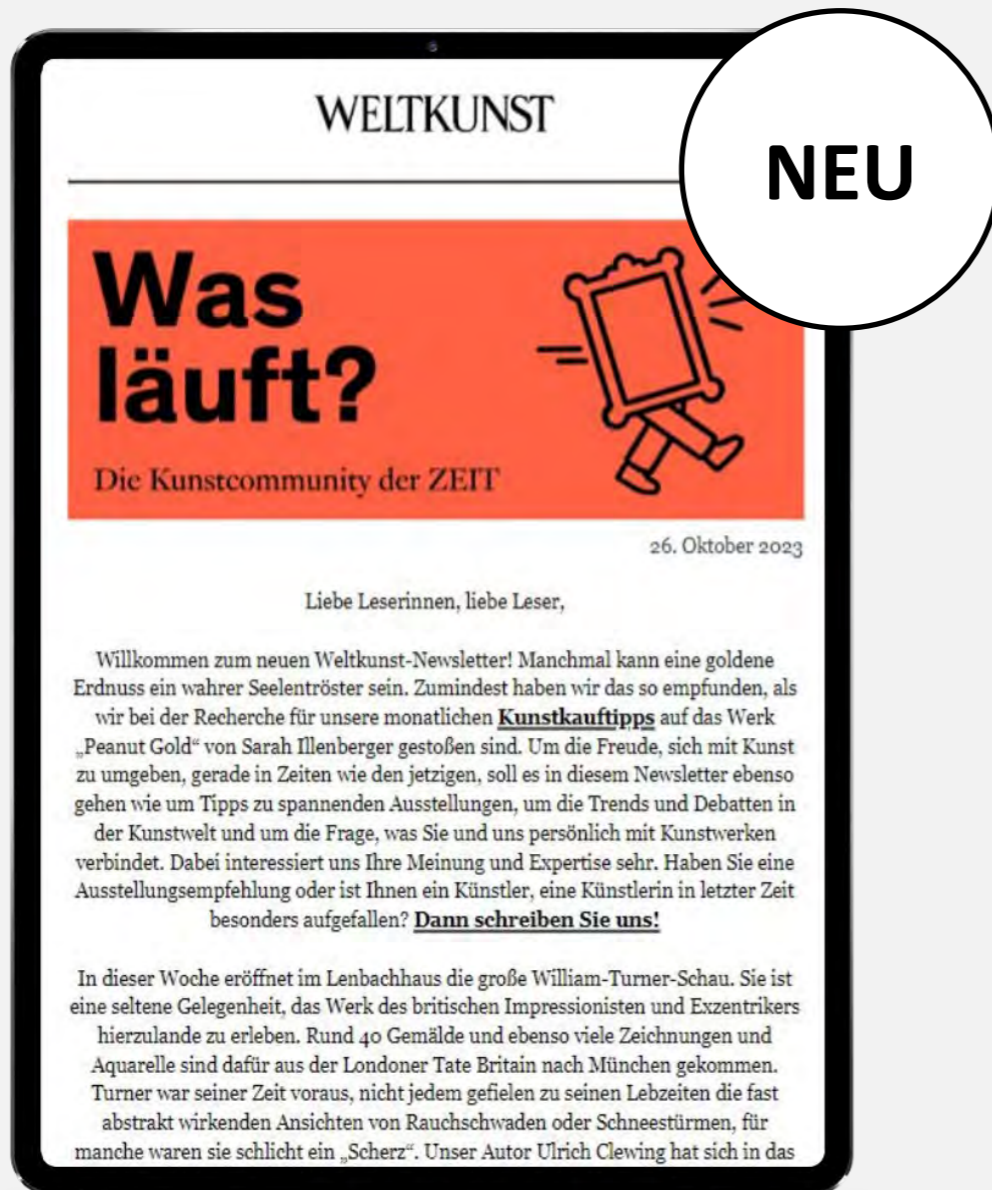 WELTKUNST
NEU
Was
läuft?
Die Kunstcommunity der ZEIT
26. Oktober 2023
Liebe Leserinnen, liebe Leser,
Willkommen zum neuen Weltkunst-Newsletter! Manchmal kann eine goldene
Erdnuss ein wahrer Seelentröster sein. Zumindest haben wir das so empfunden, als
wir bei der Recherche für unsere monatlichen Kunstkauftipps auf das Werk
„Peanut Gold“ von Sarah Illenberger gestoßen sind. Um die Freude, sich mit Kunst
zu umgeben, gerade in Zeiten wie den jetzigen, soll es in diesem Newsletter ebenso
gehen wie um Tipps zu spannenden Ausstellungen, um die Trends und Debatten in
der Kunstwelt und um die Frage, was Sie und uns persönlich mit Kunstwerken
verbindet. Dabei interessiert uns Ihre Meinung und Expertise sehr. Haben Sie eine
Ausstellungsempfehlung oder ist Ihnen ein Künstler, eine Künstlerin in letzter Zeit
besonders aufgefallen? Dann schreiben Sie uns!
In dieser Woche eröffnet im Lenbachhaus die große William-Turner-Schau. Sie ist
eine seltene Gelegenheit, das Werk des britischen Impressionisten und Exzentrikers
hierzulande zu erleben. Rund 40 Gemälde und ebenso viele Zeichnungen und
Aquarelle sind dafür aus der Londoner Tate Britain nach München gekommen.
Turner war seiner Zeit voraus, nicht jedem gefielen zu seinen Lebzeiten die fast
abstrakt wirkenden Ansichten von Rauchschwaden oder Schneestürmen, für
manche waren sie schlicht ein „Scherz“. Unser Autor Ulrich Clewing hat sich in das